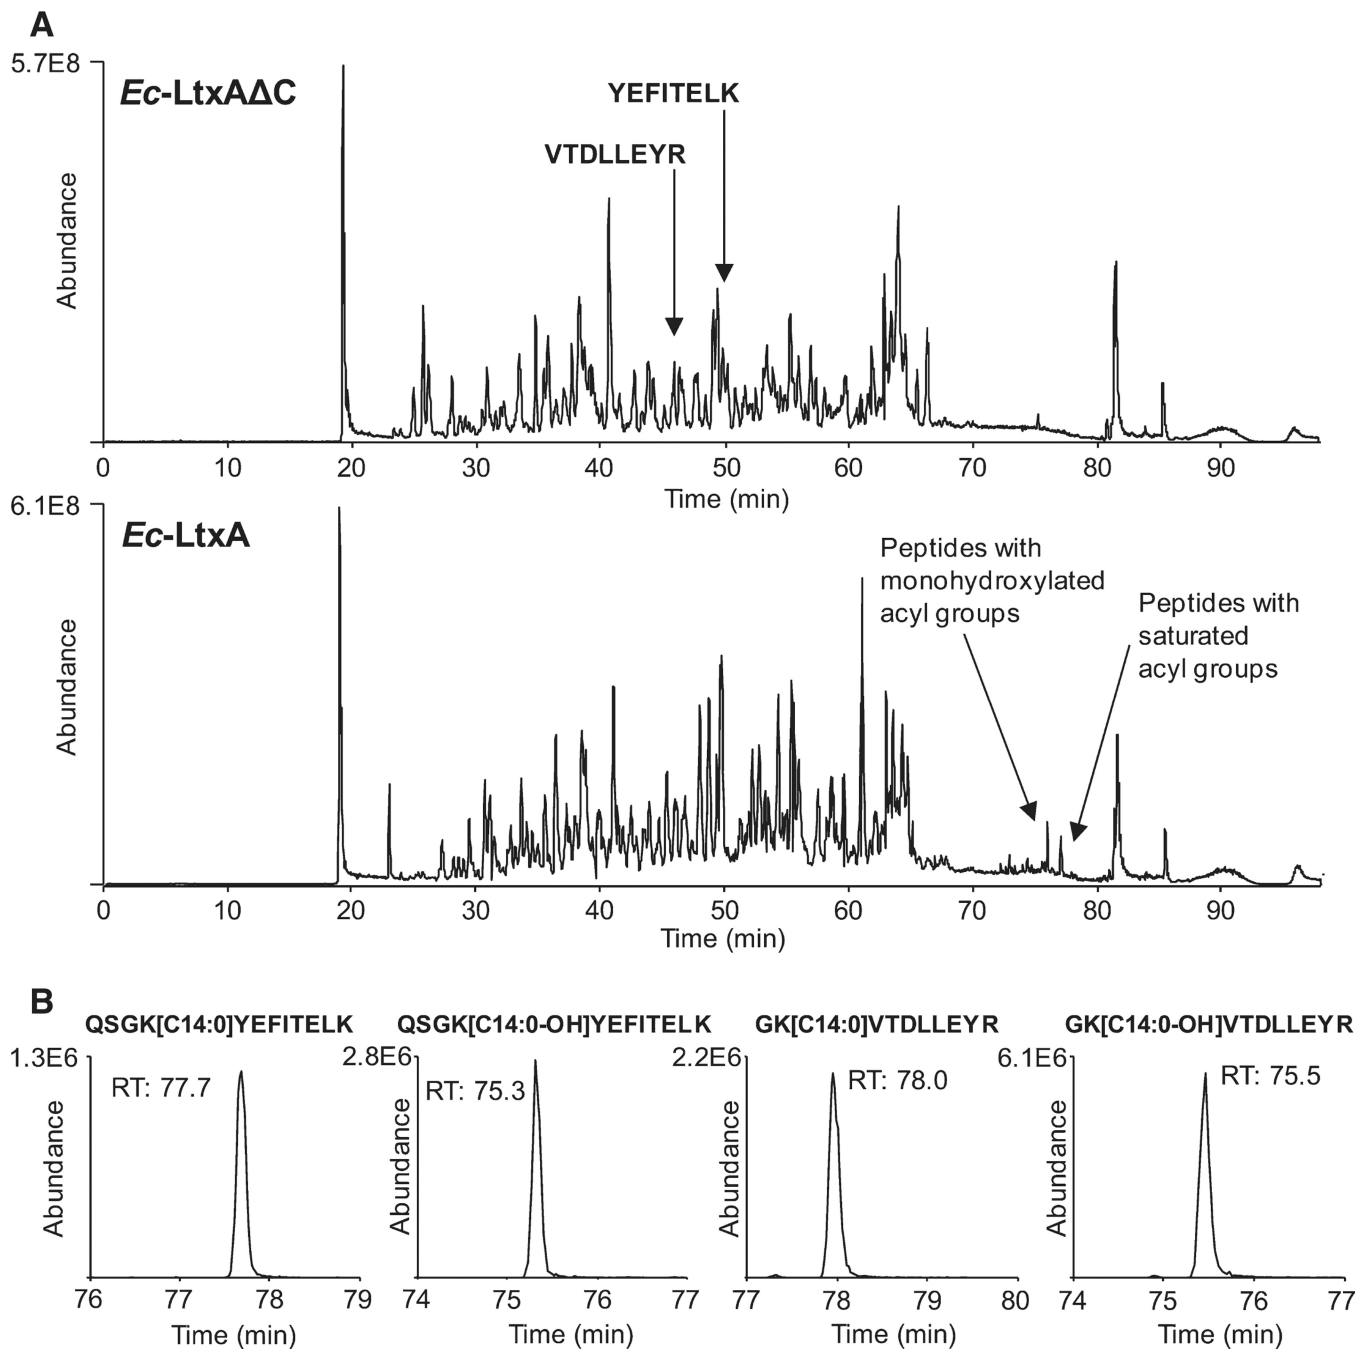 A
5.7E8
Ec-LtxAΔC
YEFITELK
VTDLLEYR
Abundance
0 10 20 30 40 50 60 70 80 90
Time (min)
6.1E8
Ec-LtxA
Peptides with
monohydroxylated
acyl groups
Peptides with
saturated
acyl groups
Abundance
0 10 20 30 40 50 60 70 80 90
Time (min)
B
QSGK[C14:0]YEFITELK
1.3E6
RT: 77.7
Abundance
76 77 78 79
Time (min)
QSGK[C14:0-OH]YEFITELK
2.8E6
RT: 75.3
Abundance
74 75 76 77
Time (min)
GK[C14:0]VTDLLEYR
2.2E6
RT: 78.0
Abundance
77 78 79 80
Time (min)
GK[C14:0-OH]VTDLLEYR
6.1E6
RT: 75.5
Abundance
74 75 76 77
Time (min)